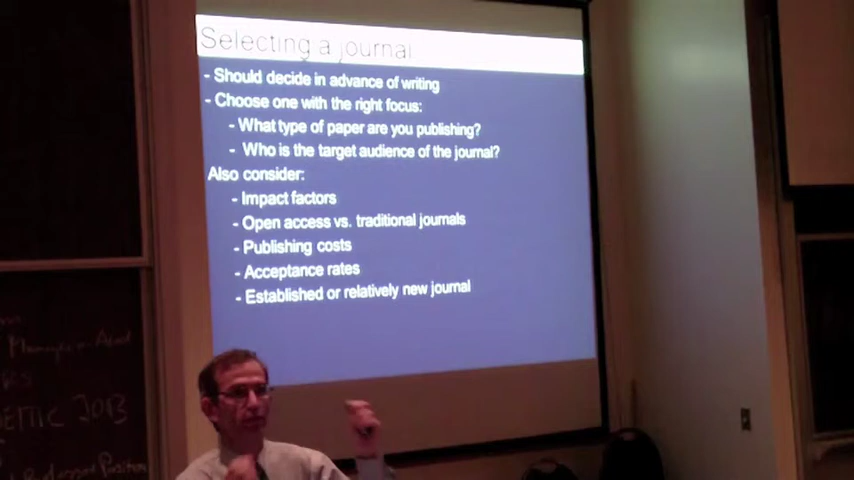 Selecting a journal
- Should decide in advance of writing
- Choose one with the right focus:
- What type of paper are you publishing?
- Who is the target audience of the journal?
Also consider:
- Impact factors
- Open access vs. traditional journals
- Publishing costs
- Acceptance rates
- Established or relatively new journal
JOB
Position